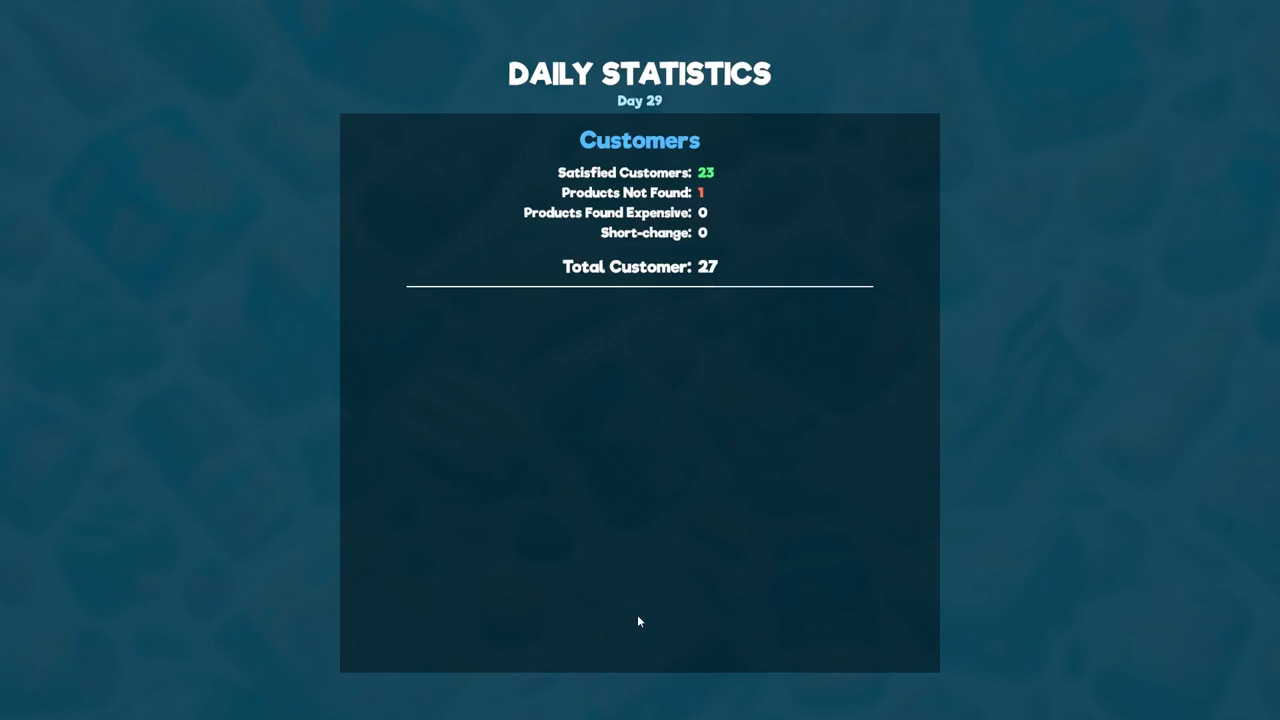 DAILY STATISTICS
Day 29
Customers
Satisfied Customers: 23
Products Not Found: 1
Products Found Expensive: 0
Short-change: 0
Total Customer: 27